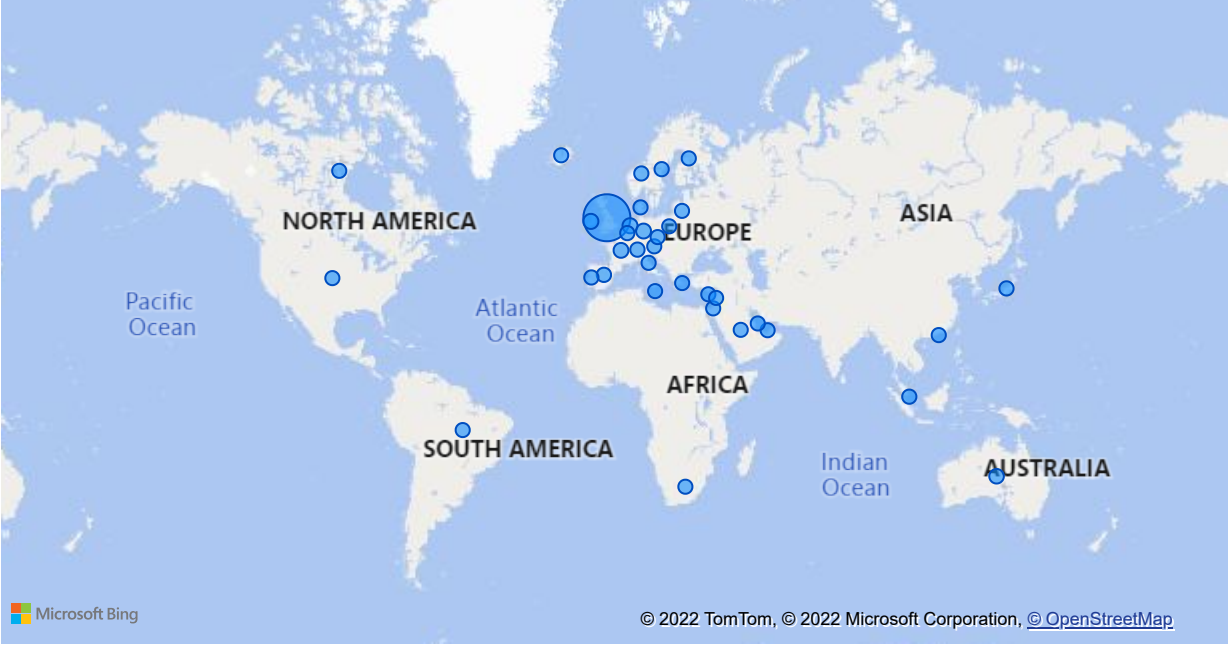 NORTH AMERICA
ASIA
EUROPE
Pacific
Ocean
Atlantic
Ocean
AFRICA
SOUTH AMERICA
Indian
Ocean
AUSTRALIA
Microsoft Bing
© 2022 TomTom, © 2022 Microsoft Corporation, © OpenStreetMap